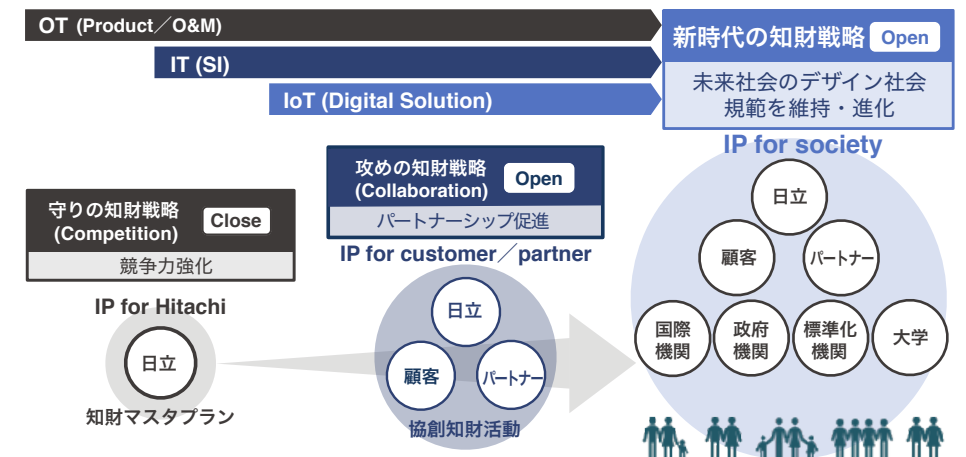 OT (Product／O&M)
IT (SI)
IoT (Digital Solution)
新時代の知財戦略 Open
未来社会のデザイン社会
規範を維持・進化
IP for society
日立
顧客
パートナー
国際
機関
政府
機関
標準化
機関
大学
攻めの知財戦略
(Collaboration)
Open
パートナーシップ促進
IP for customer／partner
日立
顧客
パートナー
協創知財活動
守りの知財戦略
(Competition)
Close
競争力強化
IP for Hitachi
日立
知財マスタプラン